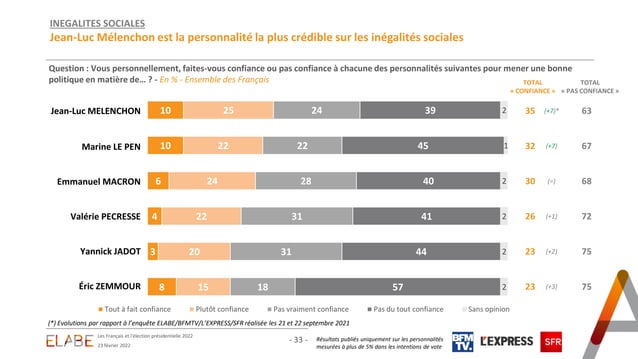 INEGALITES SOCIALES
Jean-Luc Mélenchon est la personnalité la plus crédible sur les inégalités sociales
Question : Vous personnellement, faites-vous confiance ou pas confiance à chacune des personnalités suivantes pour mener une bonne
politique en matière de… ? - En % - Ensemble des Français
TOTAL
« CONFIANCE »
TOTAL
« PAS CONFIANCE »
Jean-Luc MELENCHON 10 25 24 39 2 35 (+7)* 63
Marine LE PEN 10 22 22 45 1 32 (+7) 67
Emmanuel MACRON 6 24 28 40 2 30 (=) 68
Valérie PECRESSE 4 22 31 41 2 26 (+1) 72
Yannick JADOT 3 20 31 44 2 23 (+2) 75
Éric ZEMMOUR 8 15 18 57 2 23 (+3) 75
Tout à fait confiance Plutôt confiance Pas vraiment confiance Pas du tout confiance Sans opinion
(*) Evolutions par rapport à l'enquête ELABE/BFMTV/L'EXPRESS/SFR réalisée les 21 et 22 septembre 2021
ELABE
Les Français et l'élection présidentielle 2022
23 février 2022
- 33 -
Résultats publiés uniquement sur les personnalités
mesurées à plus de 5% dans les intentions de vote
BFM
TV.
L'EXPRESS
SFR